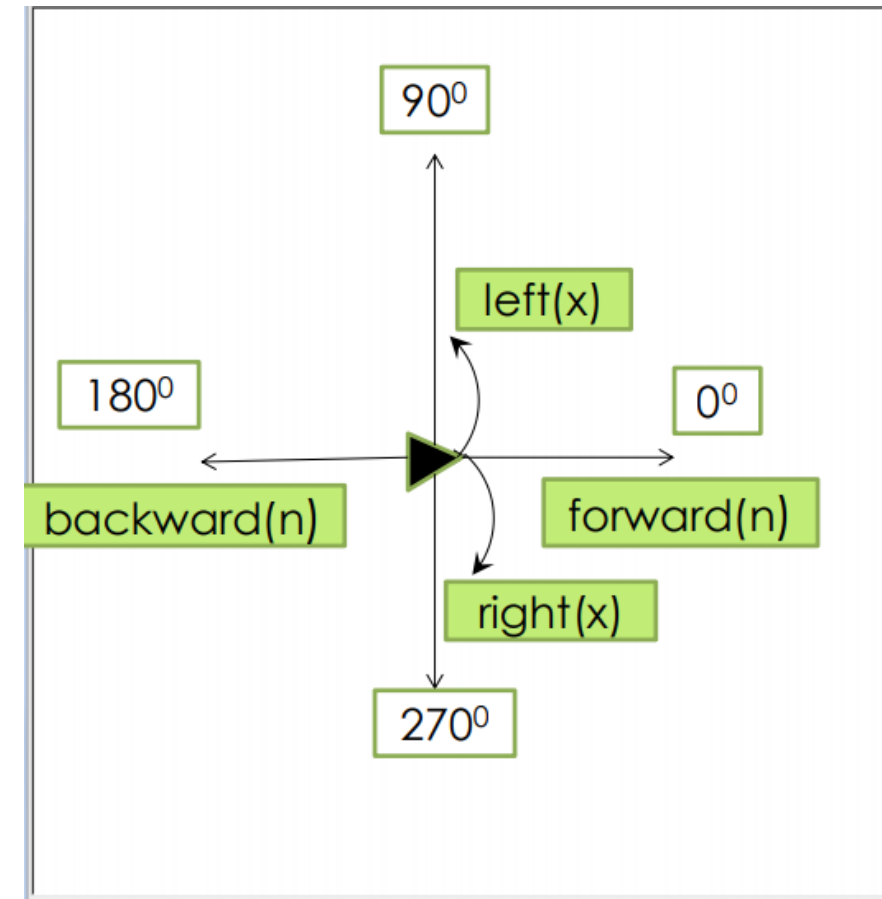 90⁰
left(x)
180⁰
0⁰
backward(n)
forward(n)
right(x)
270⁰